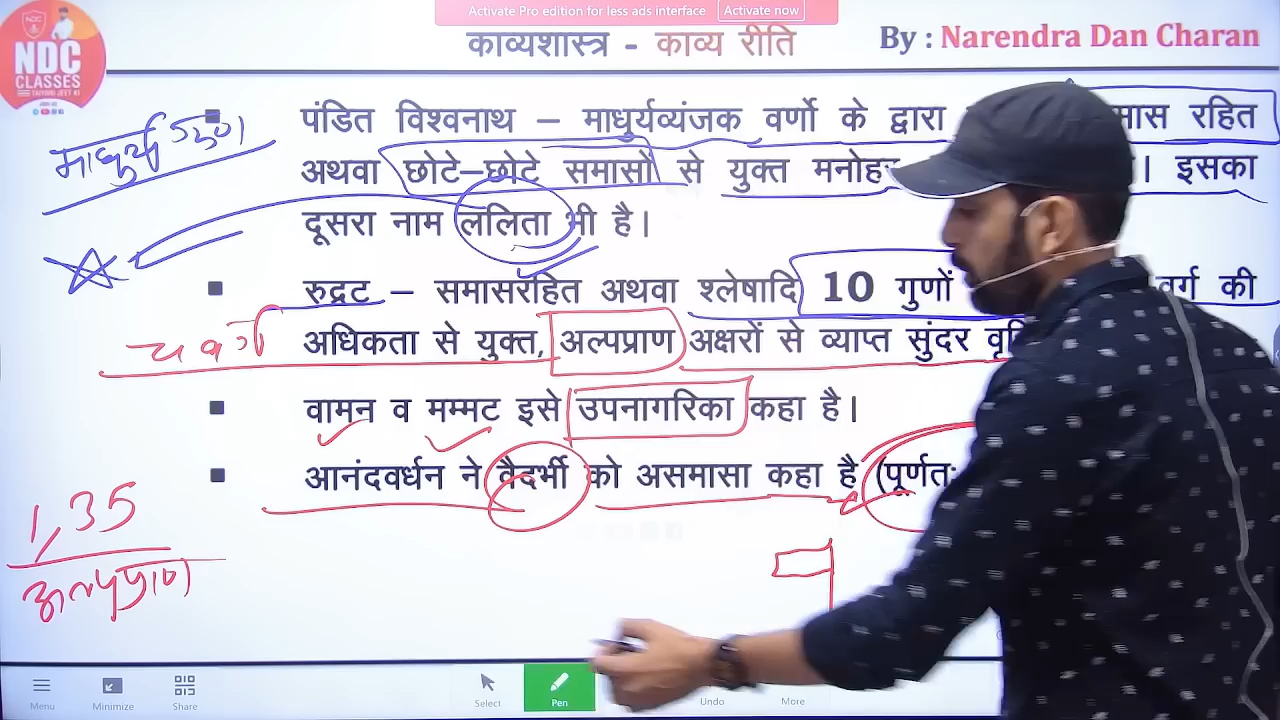 Activate Pro edition for less ads interface Activate now
NDC
CLASSES
काव्यशास्त्र - काव्य रीति
By : Narendra Dan Charan
माधुर्य गुण
पंडित विश्वनाथ – माधुर्यव्यंजक वर्णों के द्वारा मास रहित
अथवा छोटे–छोटे समासों से युक्त मनोहर । इसका
दूसरा नाम ललिता भी है।
रुद्रट – समासरहित अथवा श्लेषादि 10 गुणों वर्ग की
च वर्ग
अधिकता से युक्त, अल्पप्राण अक्षरों से व्याप्त सुंदर
वामन व मम्मट इसे उपनागरिका कहा है।
आनंदवर्धन ने वैदर्भी को असमासा कहा है (पूर्णत:
1,35
अल्पप्राण
Menu Minimize Share Select Pen Undo More